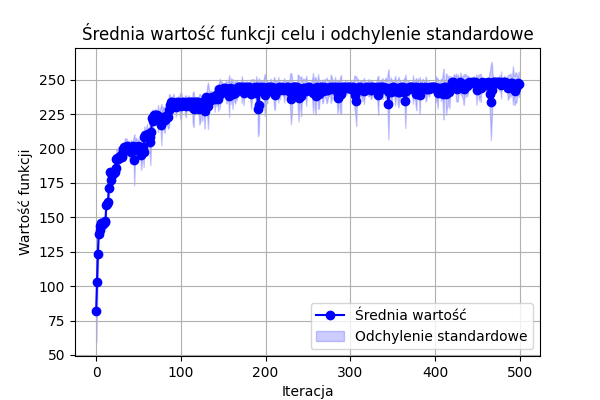 Średnia wartość funkcji celu i odchylenie standardowe
Wartość funkcji
250
225
200
175
150
125
100
75
50
0 100 200 300 400 500
Iteracja
Średnia wartość
Odchylenie standardowe